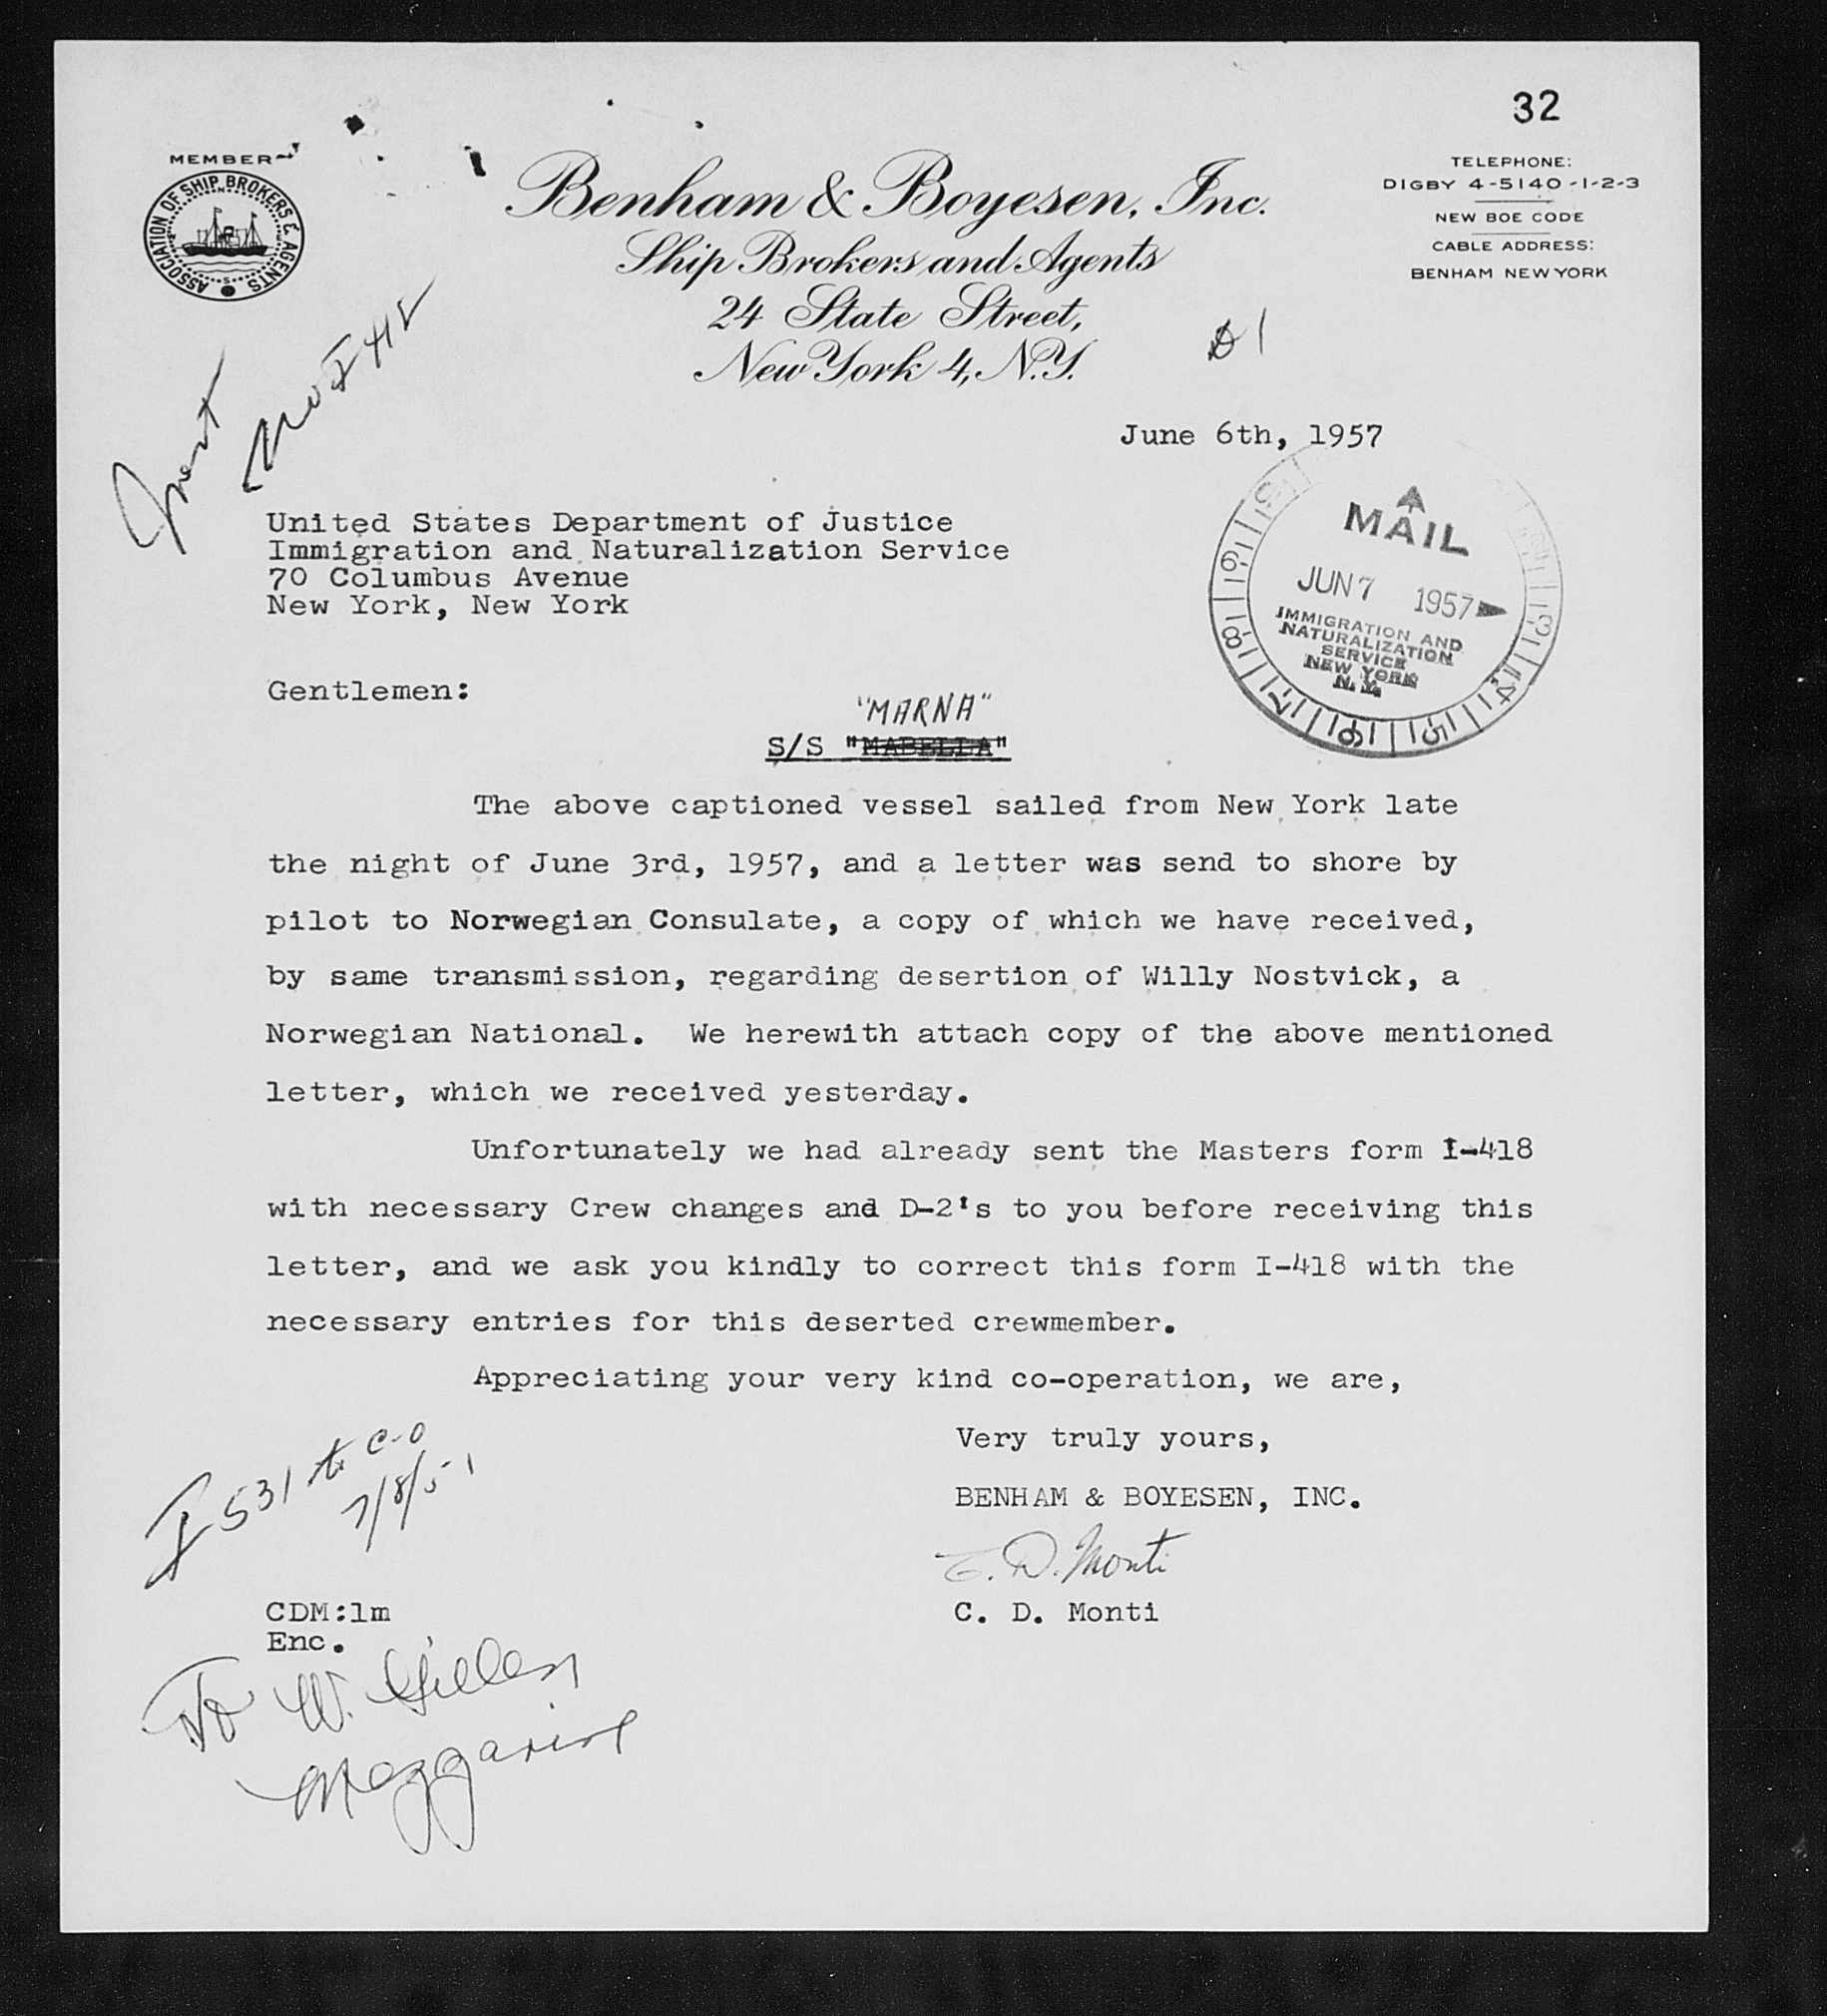 32
MEMBER
ASSOCIATION OF SHIP BROKERS & AGENTS
Benham & Boyesen, Inc.
Ship Brokers and Agents
24 State Street,
New York 4, N.Y.
TELEPHONE:
DIGBY 4-5140-1-2-3
NEW BOE CODE
CABLE ADDRESS:
BENHAM NEW YORK
June 6th, 1957
MAIL
JUN 7 1957
IMMIGRATION AND
NATURALIZATION
SERVICE
NEW YORK
N. Y.
United States Department of Justice
Immigration and Naturalization Service
70 Columbus Avenue
New York, New York
Gentlemen:
"MARNA"
S/S "MABELLA"
The above captioned vessel sailed from New York late
the night of June 3rd, 1957, and a letter was send to shore by
pilot to Norwegian Consulate, a copy of which we have received,
by same transmission, regarding desertion of Willy Nostvick, a
Norwegian National. We herewith attach copy of the above mentioned
letter, which we received yesterday.
Unfortunately we had already sent the Masters form I-418
with necessary Crew changes and D-2's to you before receiving this
letter, and we ask you kindly to correct this form I-418 with the
necessary entries for this deserted crewmember.
Appreciating your very kind co-operation, we are,
Very truly yours,
BENHAM & BOYESEN, INC.
C. D. Monti
C. D. Monti
I 531 to C-O
CDM:lm
Enc.
To W.